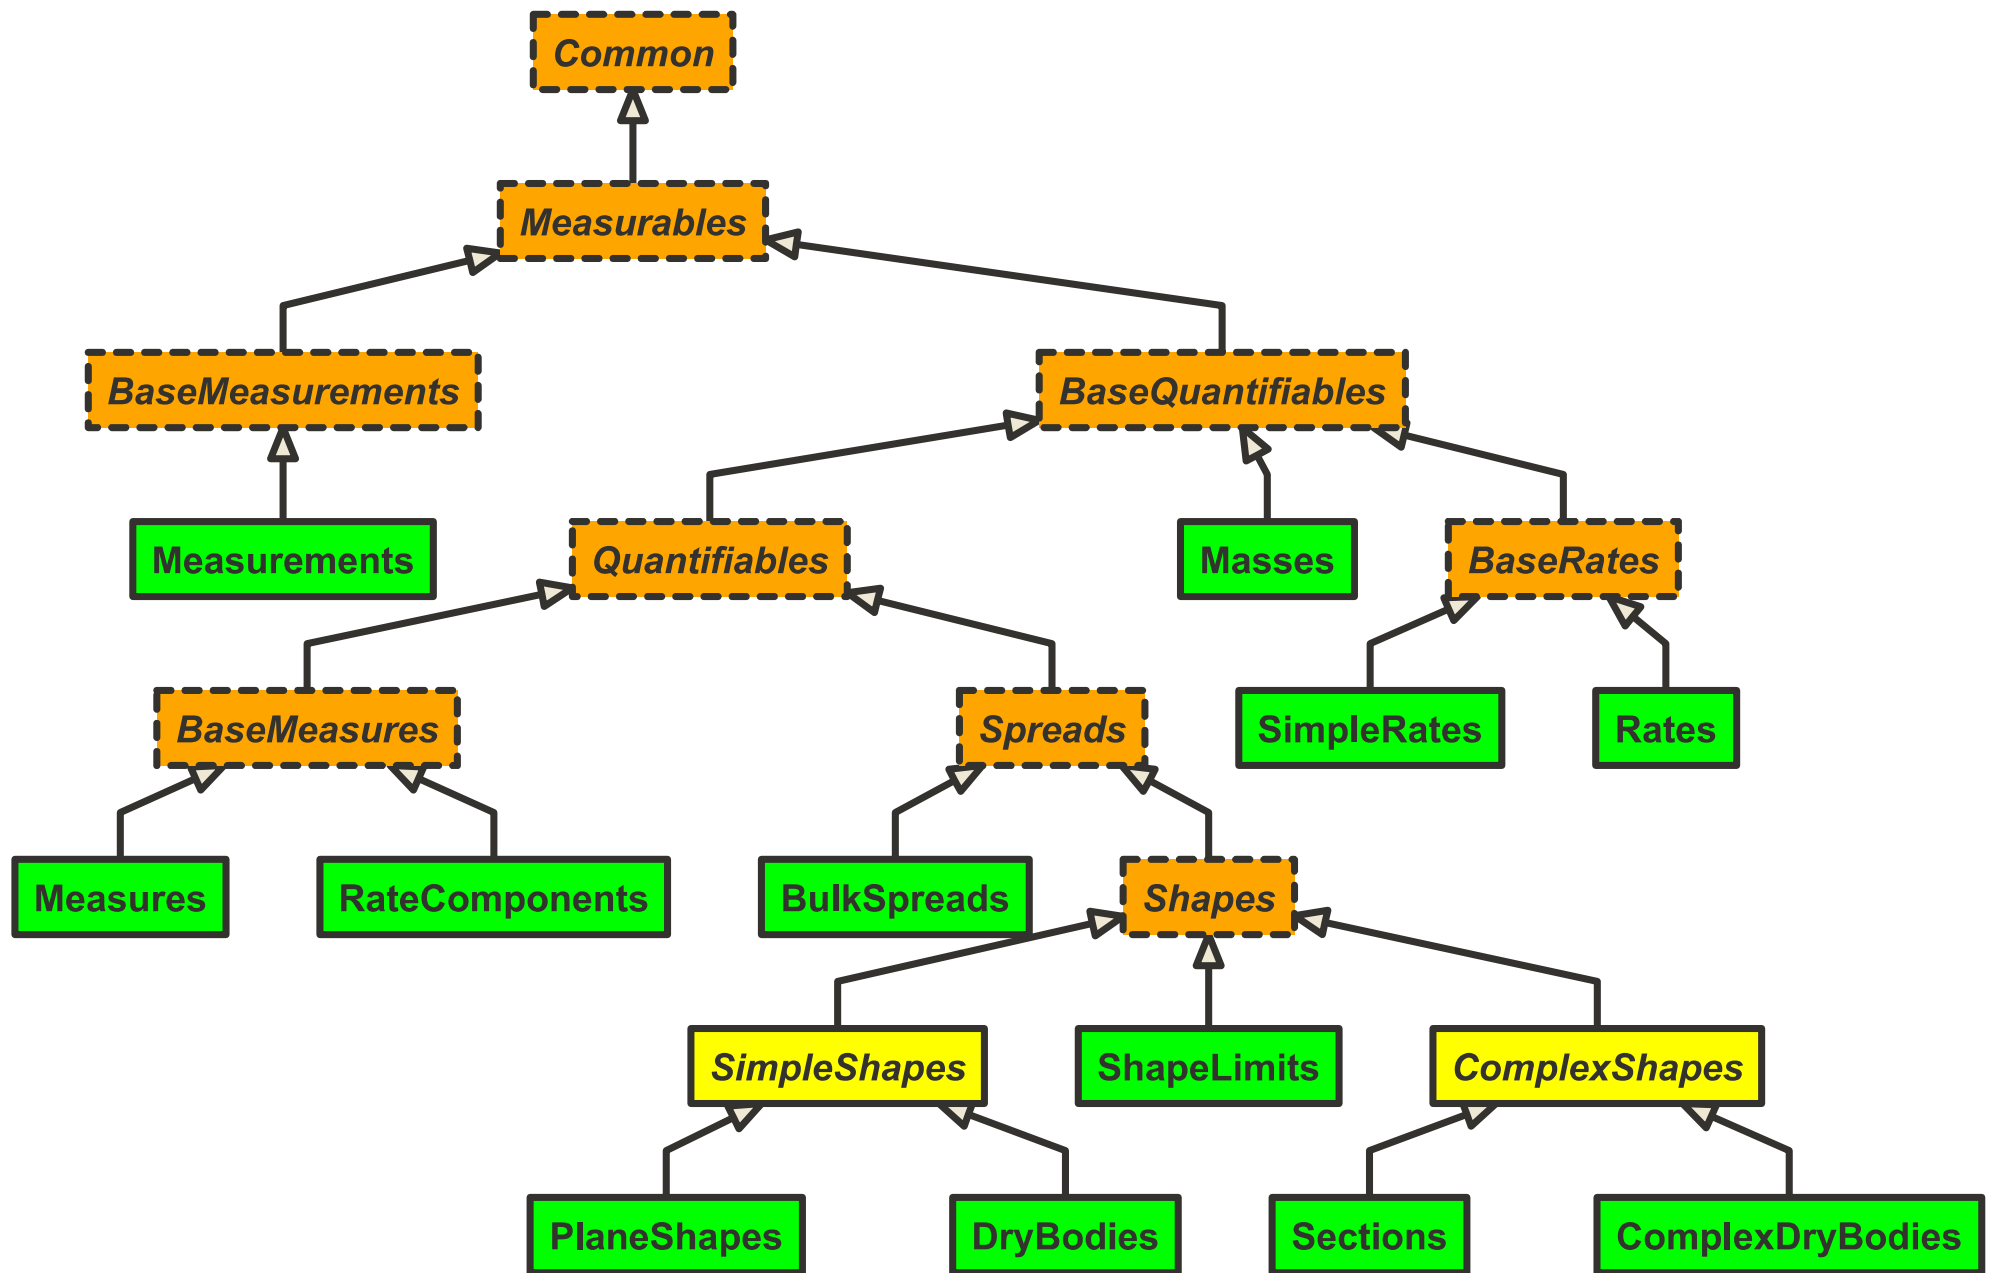 Common
Measurables
BaseMeasurements
BaseQuantifiables
Measurements
Quantifiables
Masses
BaseRates
BaseMeasures
Spreads
SimpleRates
Rates
Measures
RateComponents
BulkSpreads
Shapes
SimpleShapes
ShapeLimits
ComplexShapes
PlaneShapes
DryBodies
Sections
ComplexDryBodies